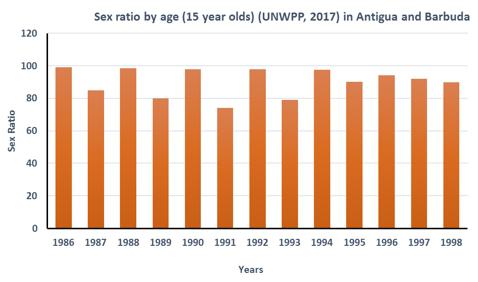 Sex ratio by age (15 year olds) (UNWPP, 2017) in Antigua and Barbuda
120
100
80
60
40
20
0
Sex Ratio
1986 1987 1988 1989 1990 1991 1992 1993 1994 1995 1996 1997 1998
Years